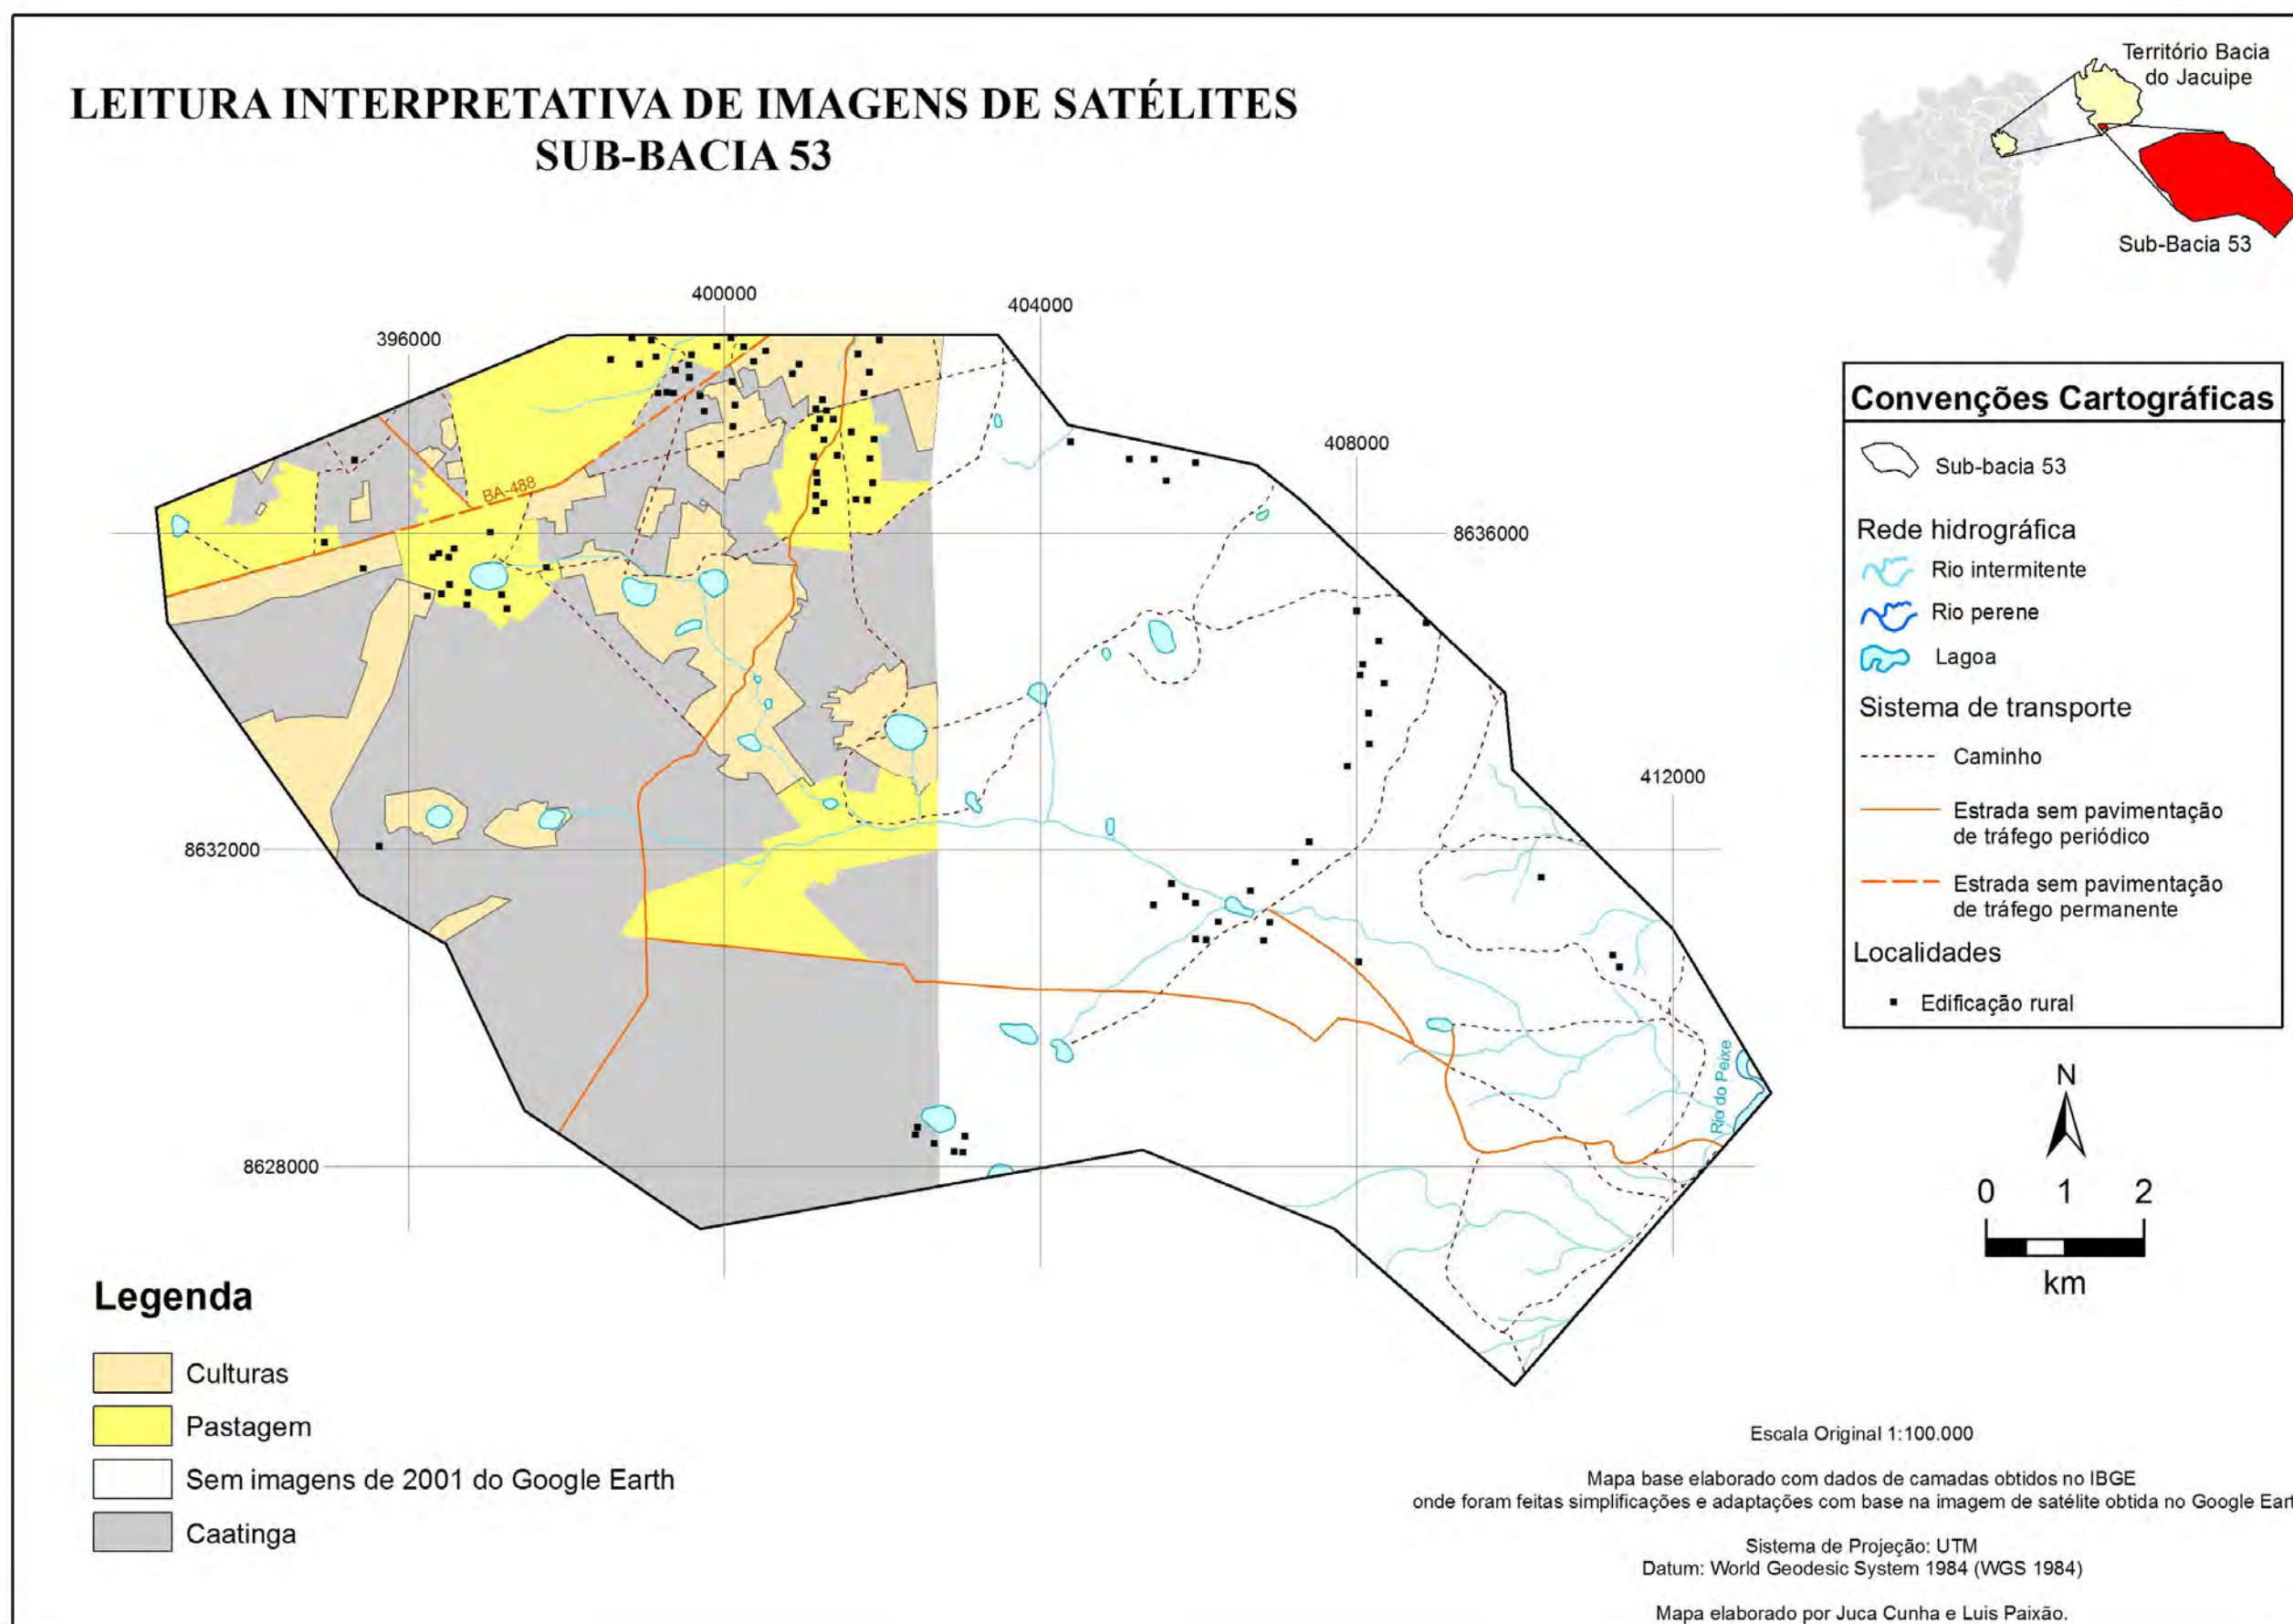 LEITURA INTERPRETATIVA DE IMAGENS DE SATÉLITES
SUB-BACIA 53
Território Bacia
do Jacuipe
Sub-Bacia 53
400000
404000
396000
408000
412000
8636000
8632000
8628000
BA-488
Rio do Peixe
Convenções Cartográficas
Sub-bacia 53
Rede hidrográfica
Rio intermitente
Rio perene
Lagoa
Sistema de transporte
Caminho
Estrada sem pavimentação
de tráfego periódico
Estrada sem pavimentação
de tráfego permanente
Localidades
Edificação rural
N
0 1 2
km
Legenda
Culturas
Pastagem
Sem imagens de 2001 do Google Earth
Caatinga
Escala Original 1:100.000
Mapa base elaborado com dados de camadas obtidos no IBGE
onde foram feitas simplificações e adaptações com base na imagem de satélite obtida no Google Eart
Sistema de Projeção: UTM
Datum: World Geodesic System 1984 (WGS 1984)
Mapa elaborado por Juca Cunha e Luis Paixão.